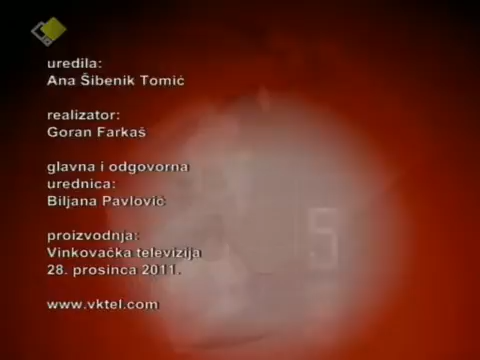 uredila:
Ana Šibenik Tomić
realizator:
Goran Farkaš
glavna i odgovorna
urednica:
Biljana Pavlović
proizvodnja:
Vinkovačka televizija
28. prosinca 2011.
www.vktel.com
5